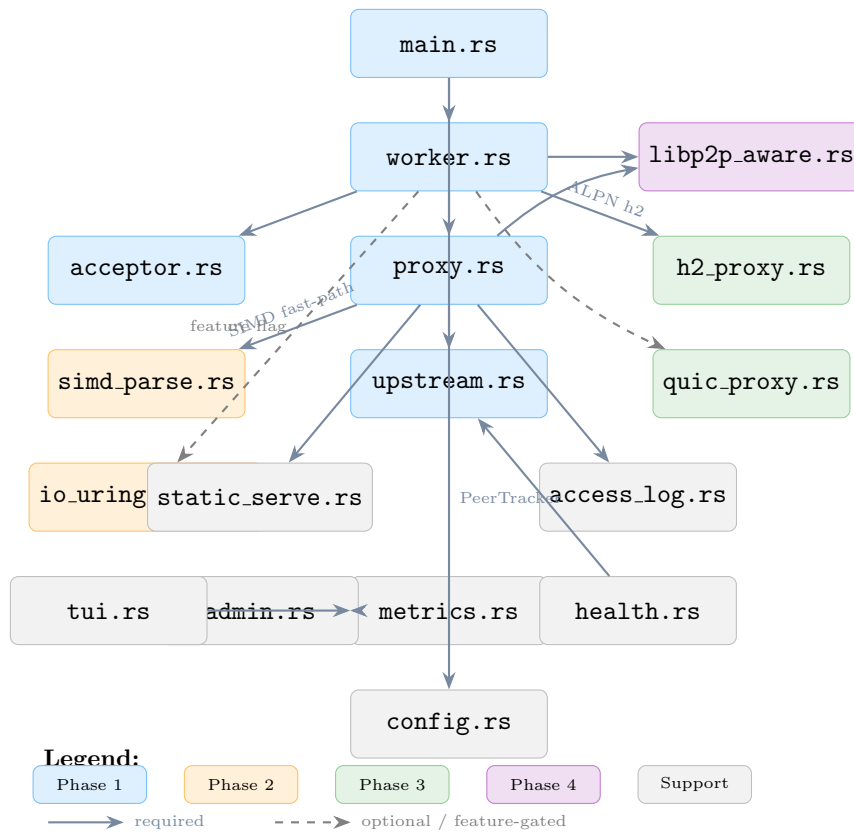 main.rs
worker.rs
libp2p_aware.rs
ALPN h2
acceptor.rs
proxy.rs
h2_proxy.rs
SIMD fast-path
feature flag
simd_parse.rs
upstream.rs
quic_proxy.rs
io_uring
static_serve.rs
PeerTracker
access_log.rs
tui.rs
admin.rs
metrics.rs
health.rs
config.rs
Legend:
Phase 1
Phase 2
Phase 3
Phase 4
Support
required
optional / feature-gated